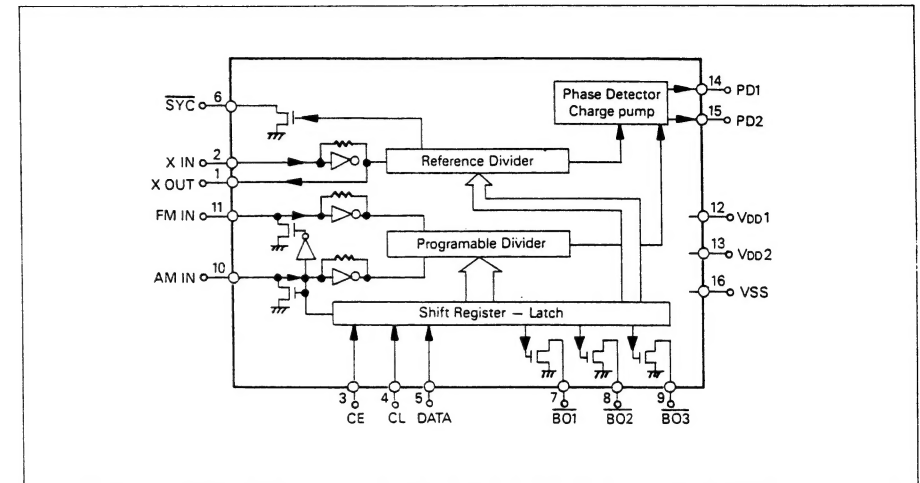 6
SYC
14
PD1
Phase Detector
Charge pump
15
PD2
2
X IN
Reference Divider
1
X OUT
11
FM IN
12
VDD1
Programable Divider
13
VDD2
10
AM IN
16
VSS
Shift Register – Latch
3
CE
4
CL
5
DATA
7
BO1
8
BO2
9
BO3